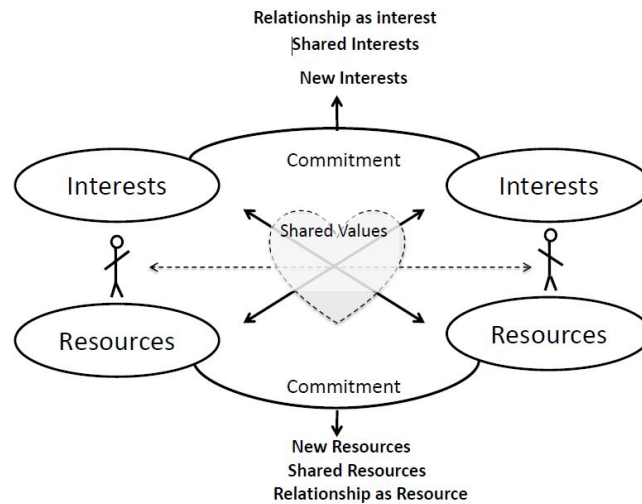 Relationship as interest
Shared Interests
New Interests
Commitment
Interests
Interests
Shared Values
Resources
Resources
Commitment
New Resources
Shared Resources
Relationship as Resource